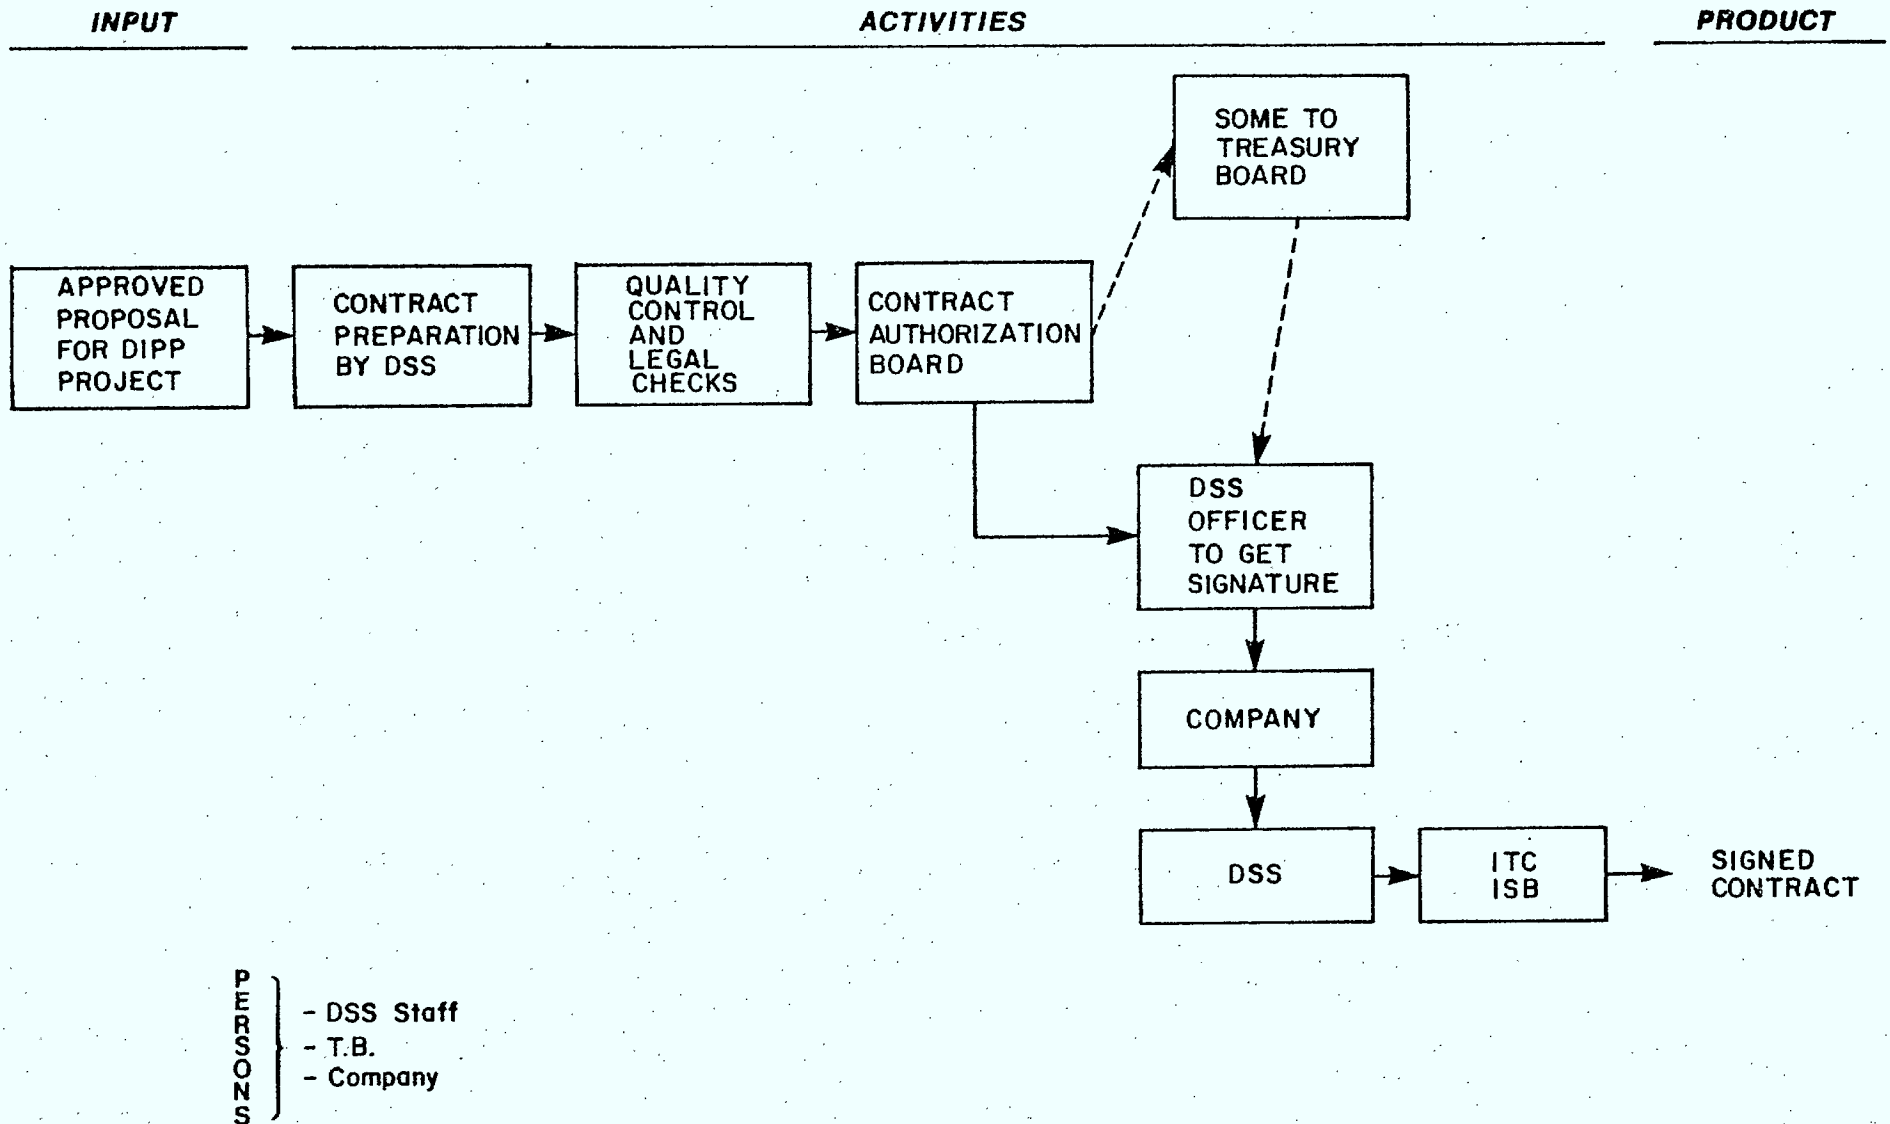 INPUT
ACTIVITIES
PRODUCT
SOME TO
TREASURY
BOARD
APPROVED
PROPOSAL
FOR DIPP
PROJECT
CONTRACT
PREPARATION
BY DSS
QUALITY
CONTROL
AND
LEGAL
CHECKS
CONTRACT
AUTHORIZATION
BOARD
DSS
OFFICER
TO GET
SIGNATURE
COMPANY
DSS
ITC
ISB
SIGNED
CONTRACT
PERSONS
- DSS Staff
- T.B.
- Company